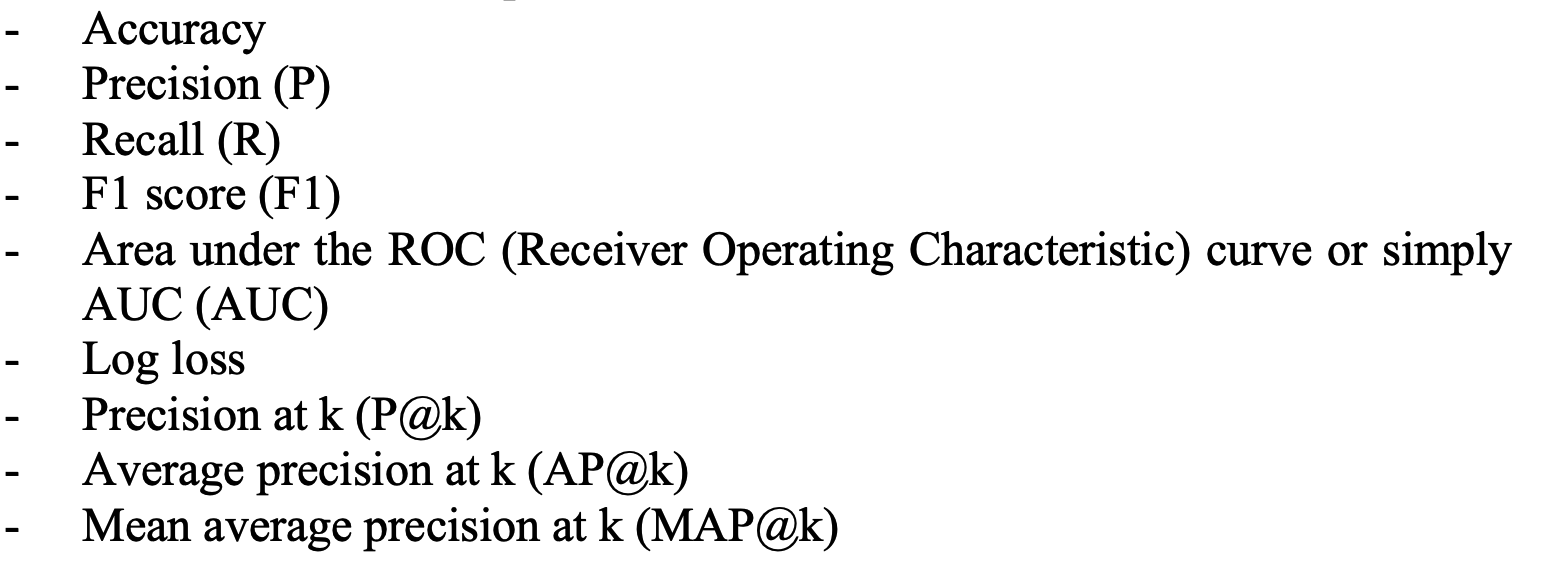 - Accuracy
- Precision (P)
- Recall (R)
- F1 score (F1)
- Area under the ROC (Receiver Operating Characteristic) curve or simply
AUC (AUC)
- Log loss
- Precision at k (P@k)
- Average precision at k (AP@k)
- Mean average precision at k (MAP@k)